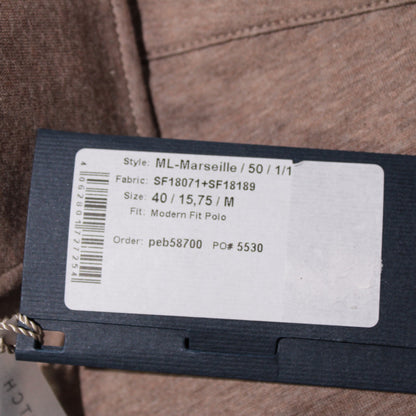 Style: ML-Marseille / 50 / 1/1
Fabric: SF18071+SF18189
Size: 40 / 15,75 / M
Fit: Modern Fit Polo
Order: peb58700 PO# 5530
TCH